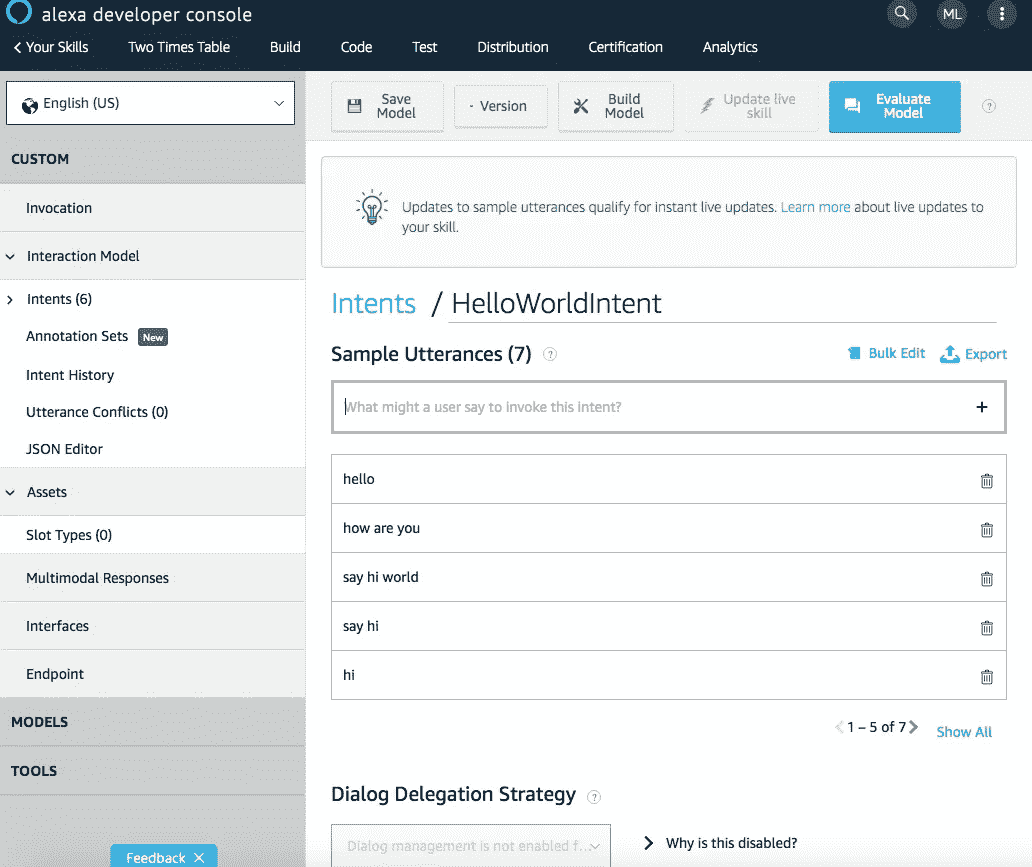 alexa developer console
ML
Your Skills Two Times Table Build Code Test Distribution Certification Analytics
English (US)
Save
Model
- Version
Build
Model
Update live
skill
Evaluate
Model
?
CUSTOM
Invocation
Interaction Model
Intents (6)
Annotation Sets New
Intent History
Utterance Conflicts (0)
JSON Editor
Assets
Slot Types (0)
Multimodal Responses
Interfaces
Endpoint
MODELS
TOOLS
Feedback
Updates to sample utterances qualify for instant live updates. Learn more about live updates to
your skill.
Intents / HelloWorldIntent
Sample Utterances (7) ?
Bulk Edit Export
What might a user say to invoke this intent?
hello
how are you
say hi world
say hi
hi
1 – 5 of 7
Show All
Dialog Delegation Strategy ?
Dialog management is not enabled f...
Why is this disabled?